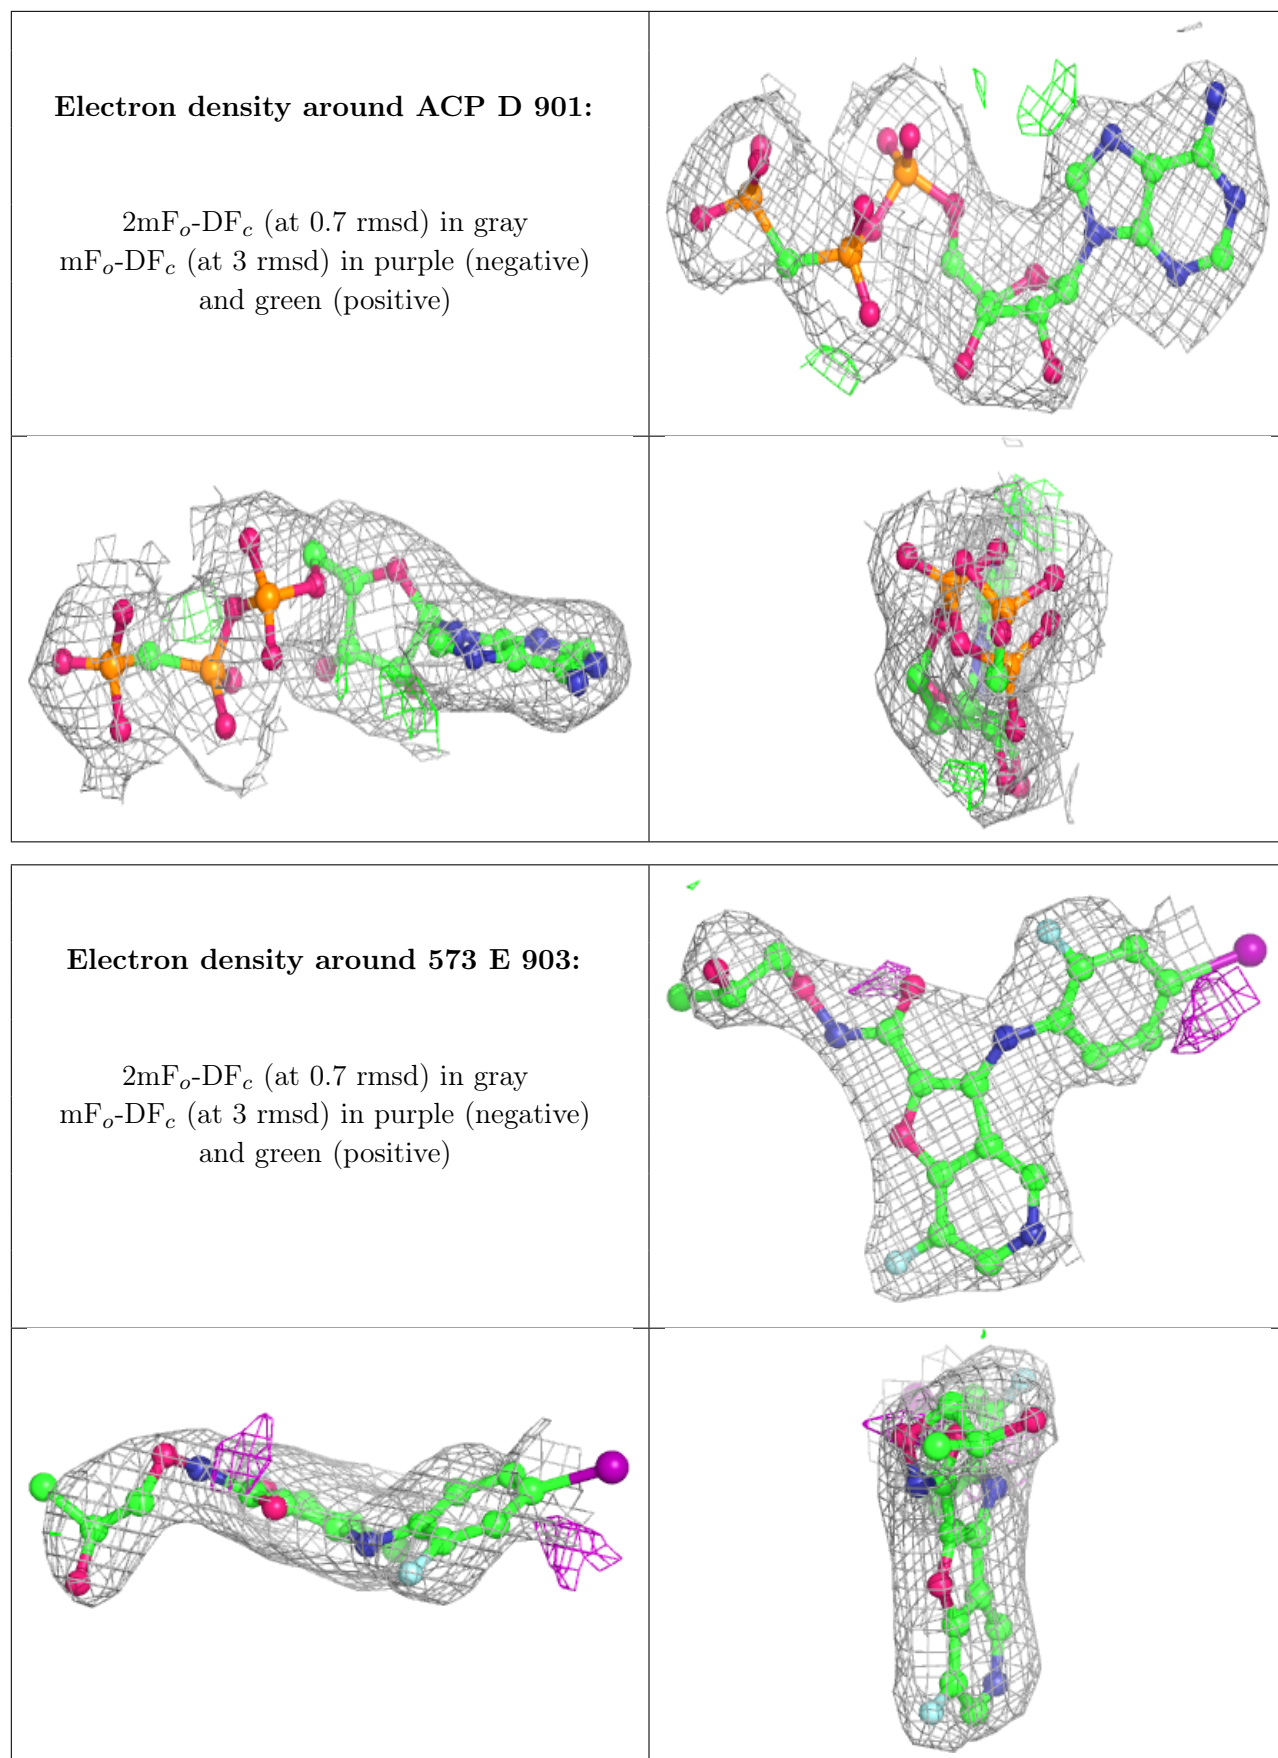 Electron density around ACP D 901:
2mFo-DFc (at 0.7 rmsd) in gray
mFo-DFc (at 3 rmsd) in purple (negative)
and green (positive)
Electron density around 573 E 903:
2mFo-DFc (at 0.7 rmsd) in gray
mFo-DFc (at 3 rmsd) in purple (negative)
and green (positive)